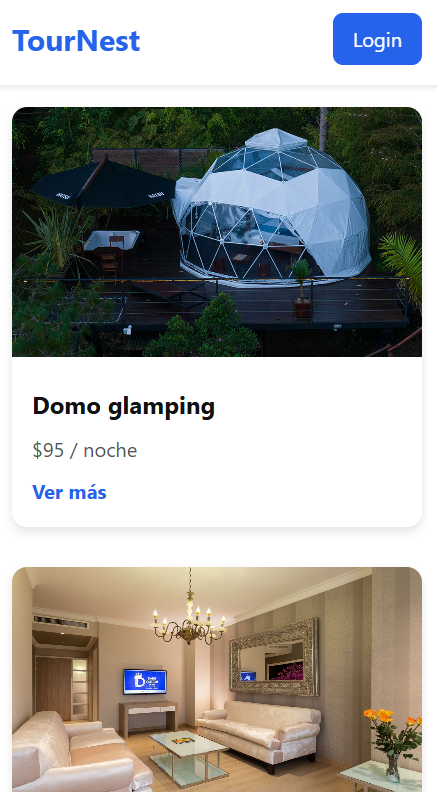 TourNest
Login
Domo glamping
$95 / noche
Ver más